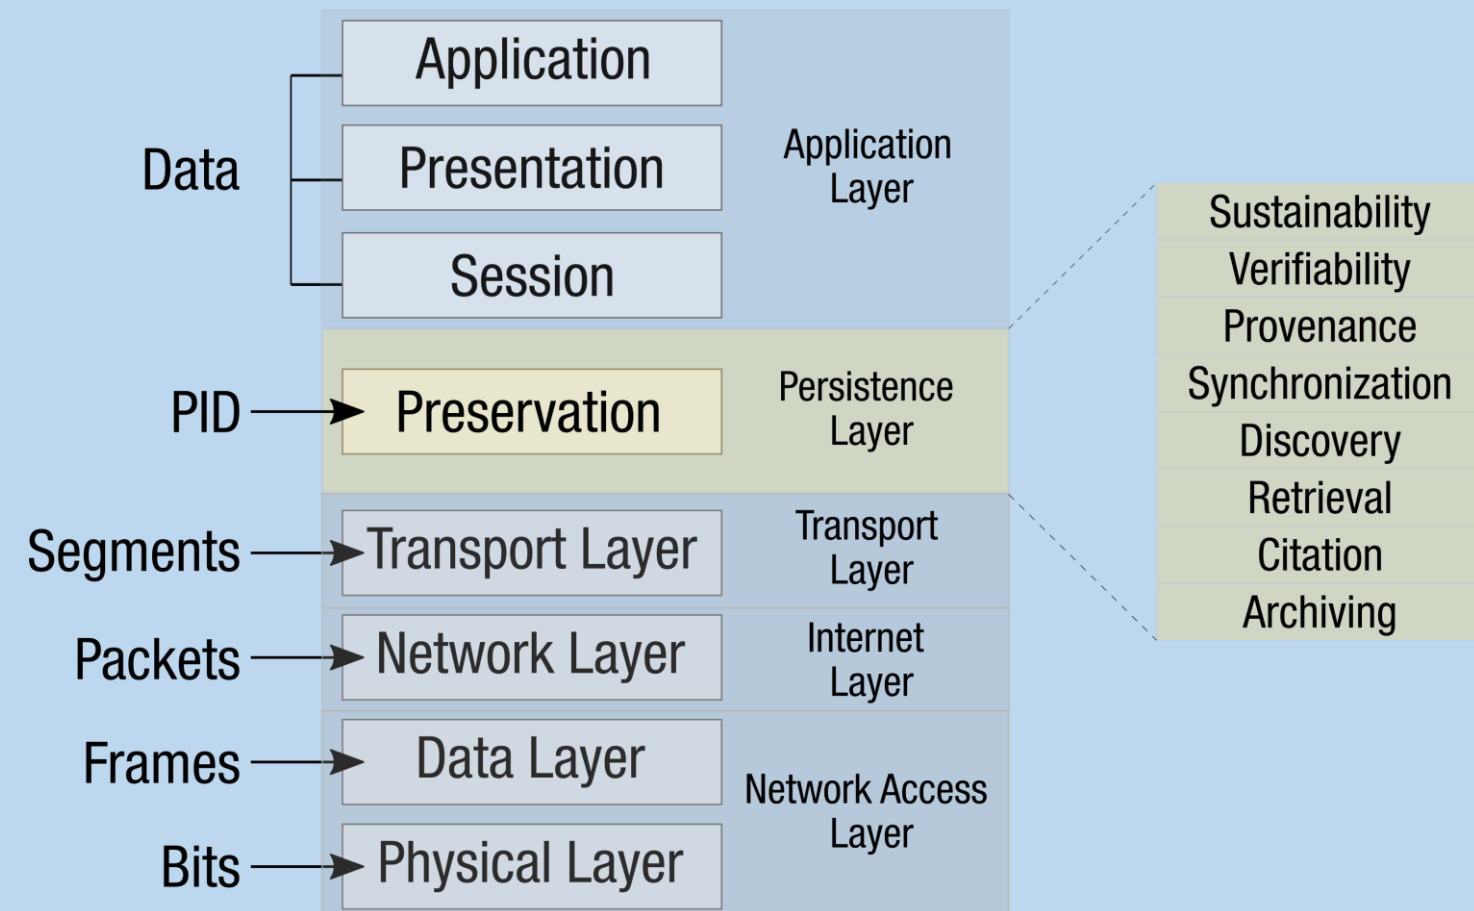 Data
Application
Presentation
Session
Application
Layer
PID
Preservation
Persistence
Layer
Segments
Transport Layer
Transport
Layer
Packets
Network Layer
Internet
Layer
Frames
Data Layer
Bits
Physical Layer
Network Access
Layer
Sustainability
Verifiability
Provenance
Synchronization
Discovery
Retrieval
Citation
Archiving